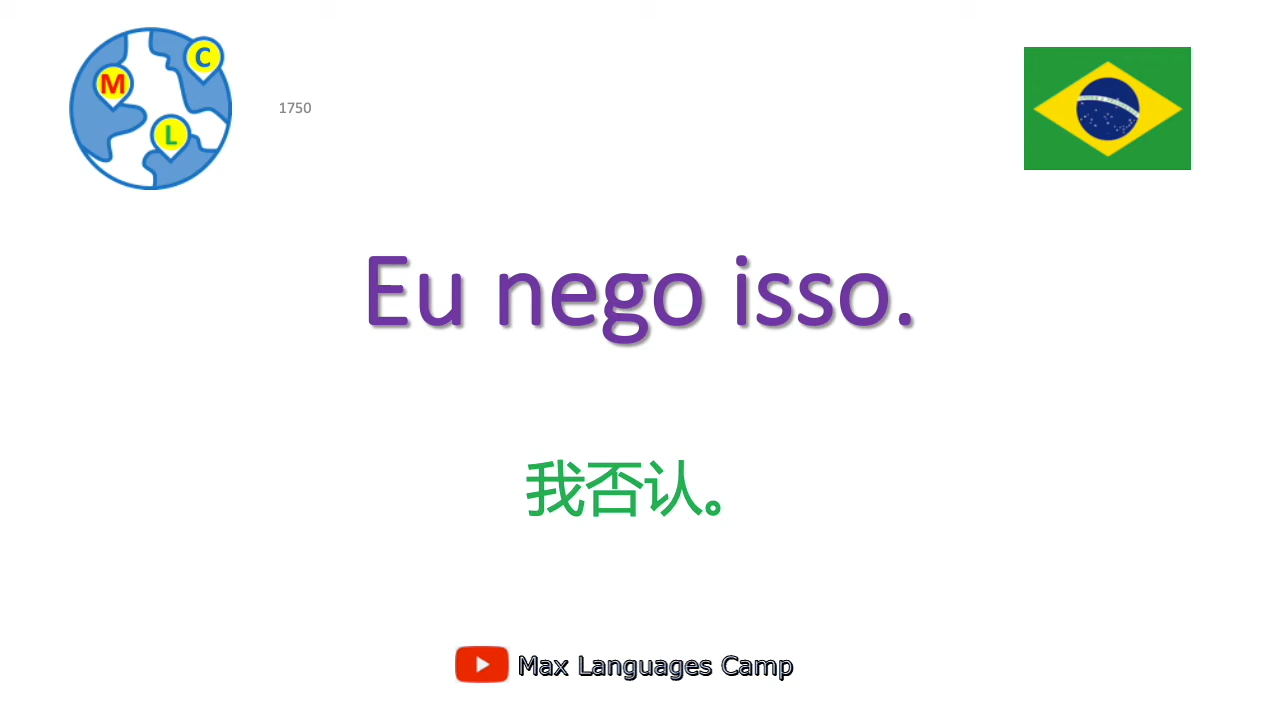 M
C
L
1750
Eu nego isso.
我否认。
Max Languages Camp